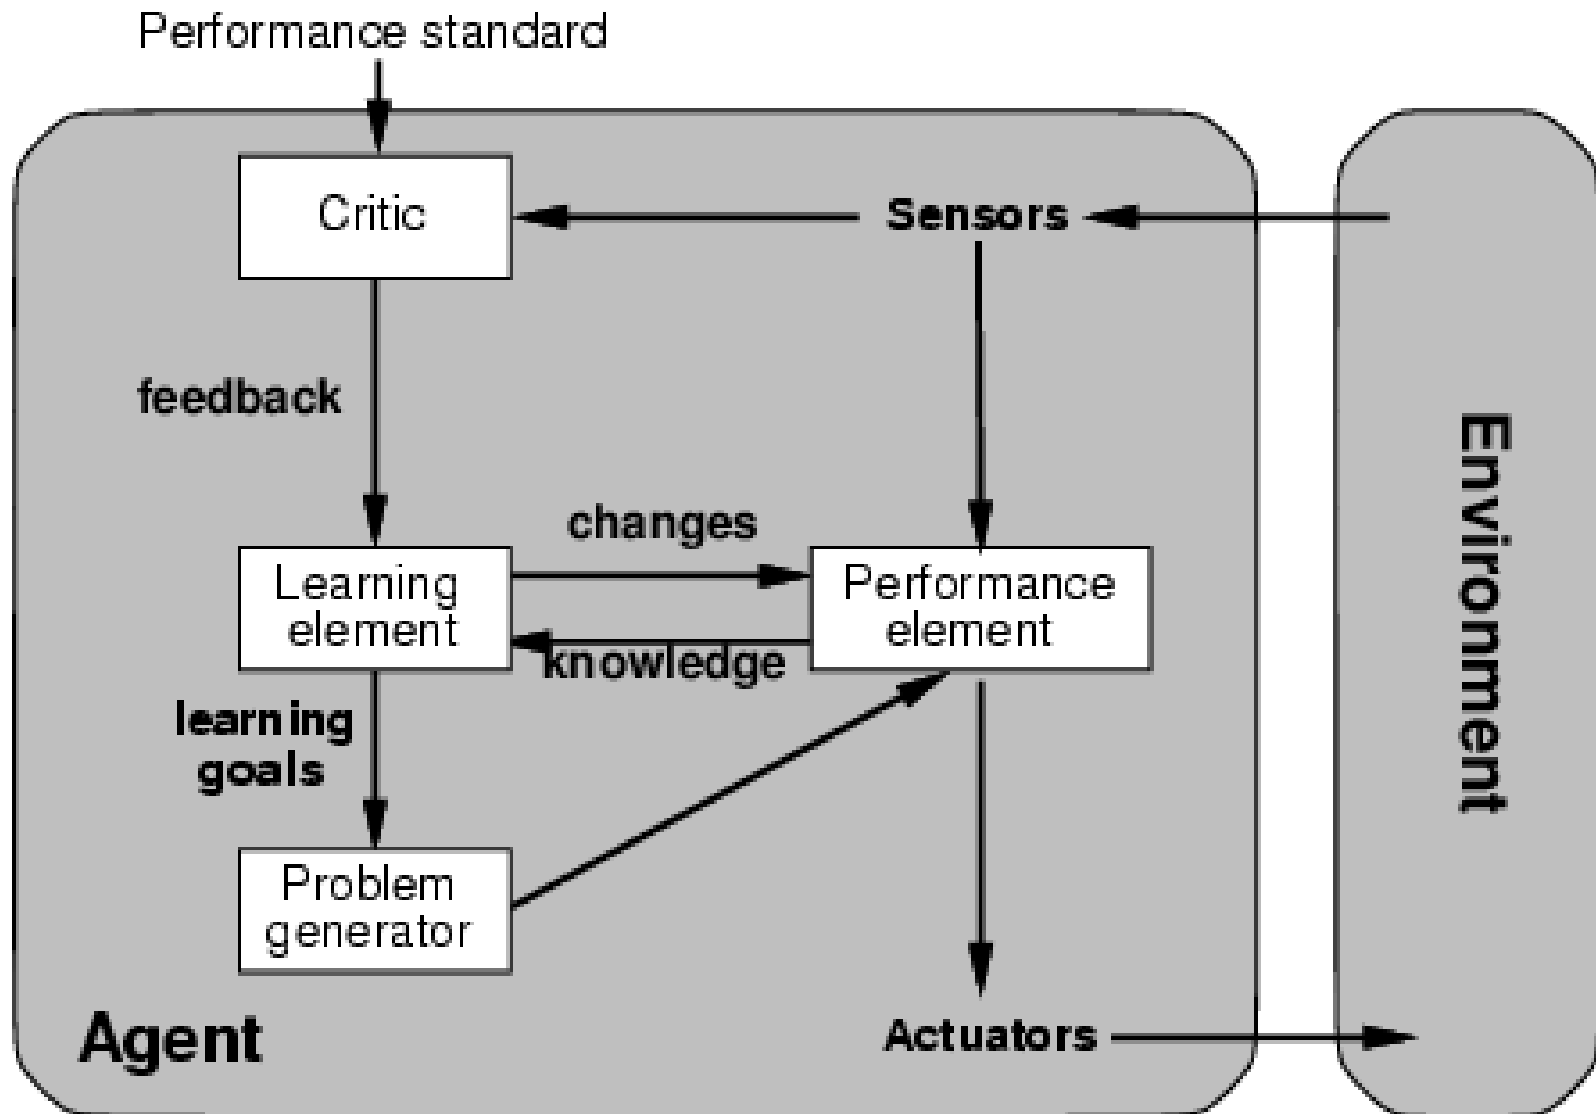 Performance standard
Critic
Sensors
feedback
changes
Learning
element
Performance
element
knowledge
learning
goals
Problem
generator
Agent
Actuators
Environment